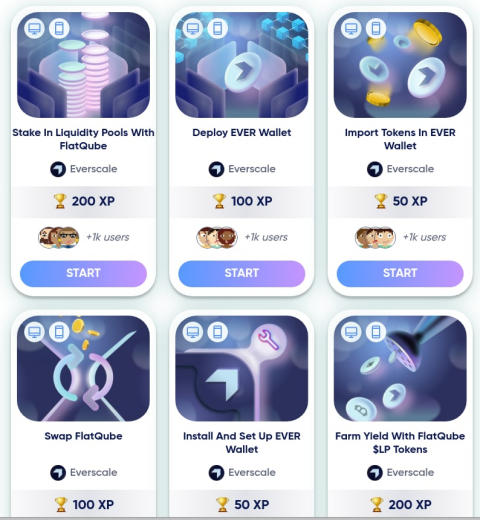 Stake In Liquidity Pools With
FlatQube
Everscale
200 XP
+1k users
START
Deploy EVER Wallet
Everscale
100 XP
+1k users
START
Import Tokens In EVER
Wallet
Everscale
50 XP
+1k users
START
Swap FlatQube
Everscale
100 XP
Install And Set Up EVER
Wallet
Everscale
50 XP
Farm Yield With FlatQube
$LP Tokens
Everscale
200 XP